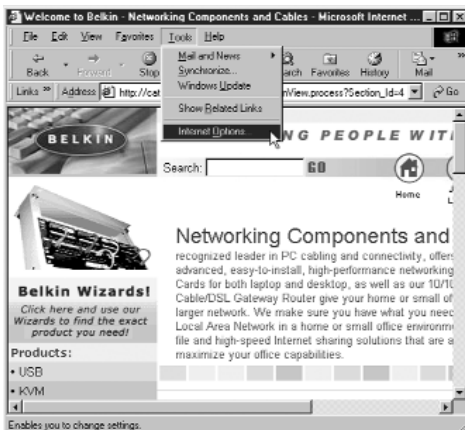 Welcome to Belkin - Networking Components and Cables - Microsoft Internet ...
File Edit View Favorites Tools Help
Back Forward Stop Search Favorites History Mail
Mail and News
Synchronize...
Windows Update
Show Related Links
Internet Options...
Links » Address http://cat nView.process?Section_Id=4 Go
BELKIN
NG PEOPLE WIT
Search: GO
Home
Networking Components and
recognized leader in PC cabling and connectivity, offers
advanced, easy-to-install, high-performance networking
Cards for both laptop and desktop, as well as our 10/10
Cable/DSL Gateway Router give your home or small of
larger network. We make sure you have what you need
Local Area Network in a home or small office environm
file and high-speed Internet sharing solutions that are a
maximize your office capabilities.
Belkin Wizards!
Click here and use our
Wizards to find the exact
product you need!
Products:
• USB
• KVM
Enables you to change settings.